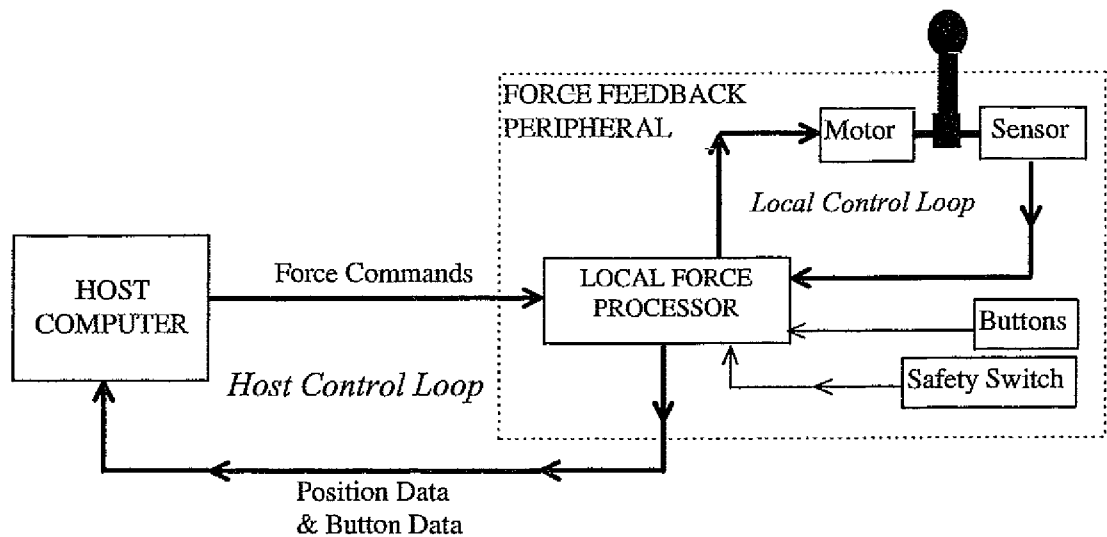 FORCE FEEDBACK
PERIPHERAL
Motor
Sensor
Local Control Loop
HOST
COMPUTER
Force Commands
LOCAL FORCE
PROCESSOR
Buttons
Safety Switch
Host Control Loop
Position Data
& Button Data